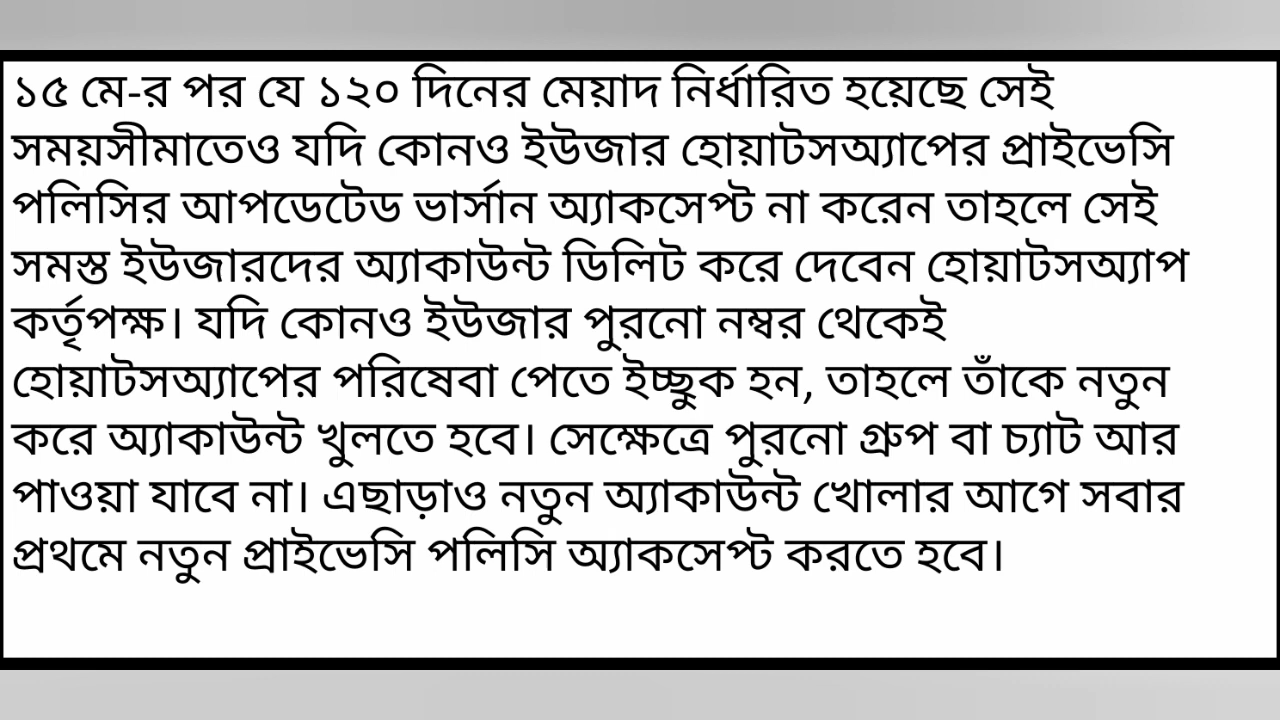 ১৫ মে-র পর যে ১২০ দিনের মেয়াদ নির্ধারিত হয়েছে সেই
সময়সীমাতেও যদি কোনও ইউজার হোয়াটসঅ্যাপের প্রাইভেসি
পলিসির আপডেটেড ভার্সান অ্যাকসেপ্ট না করেন তাহলে সেই
সমস্ত ইউজারদের অ্যাকাউন্ট ডিলিট করে দেবেন হোয়াটসঅ্যাপ
কর্তৃপক্ষ। যদি কোনও ইউজার পুরনো নম্বর থেকেই
হোয়াটসঅ্যাপের পরিষেবা পেতে ইচ্ছুক হন, তাহলে তাঁকে নতুন
করে অ্যাকাউন্ট খুলতে হবে। সেক্ষেত্রে পুরনো গ্রুপ বা চ্যাট আর
পাওয়া যাবে না। এছাড়াও নতুন অ্যাকাউন্ট খোলার আগে সবার
প্রথমে নতুন প্রাইভেসি পলিসি অ্যাকসেপ্ট করতে হবে।